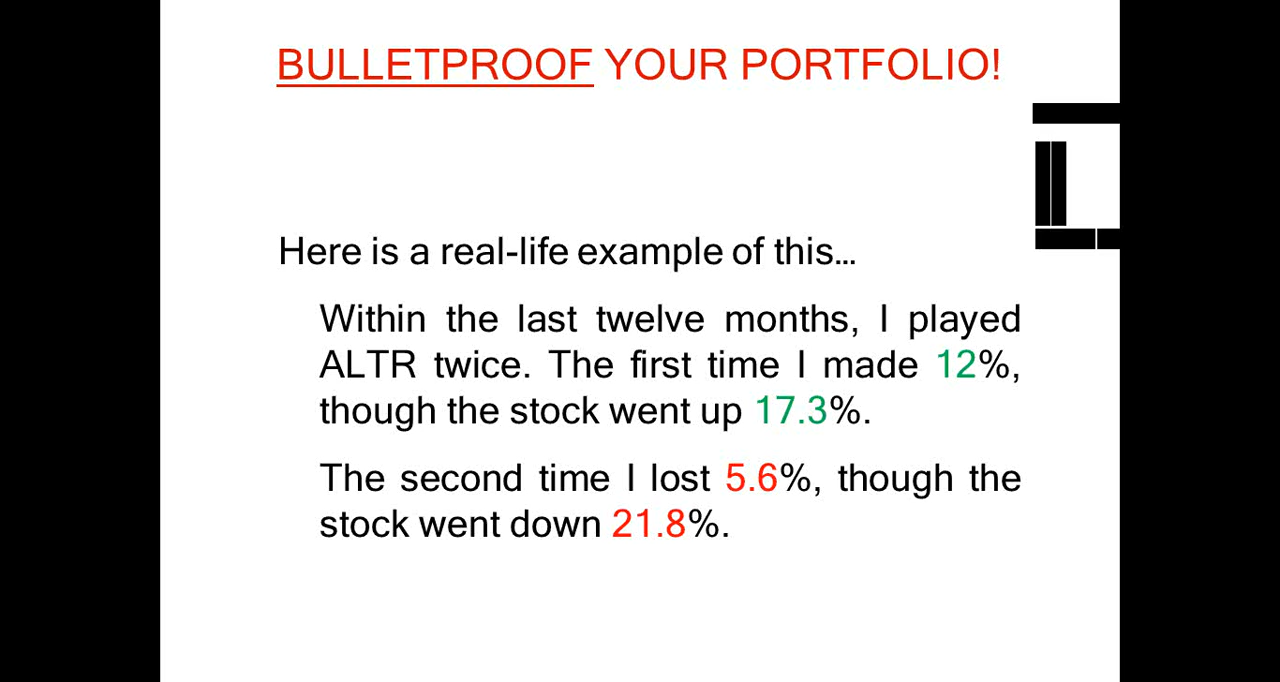 BULLETPROOF YOUR PORTFOLIO!
Here is a real-life example of this...
Within the last twelve months, I played
ALTR twice. The first time I made 12%,
though the stock went up 17.3%.
The second time I lost 5.6%, though the
stock went down 21.8%.